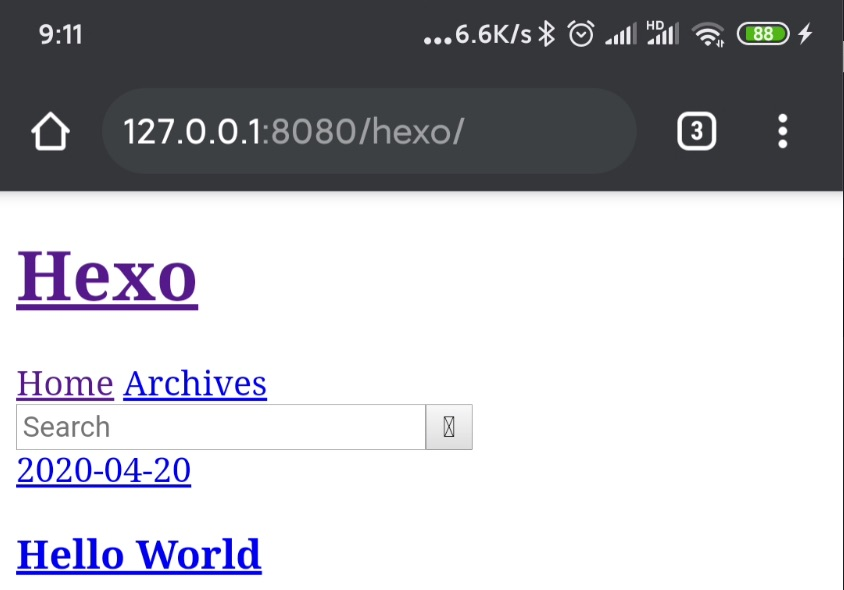 9:11 ...6.6K/s HD 88
127.0.0.1:8080/hexo/ 3
Hexo
Home Archives
Search
2020-04-20
Hello World